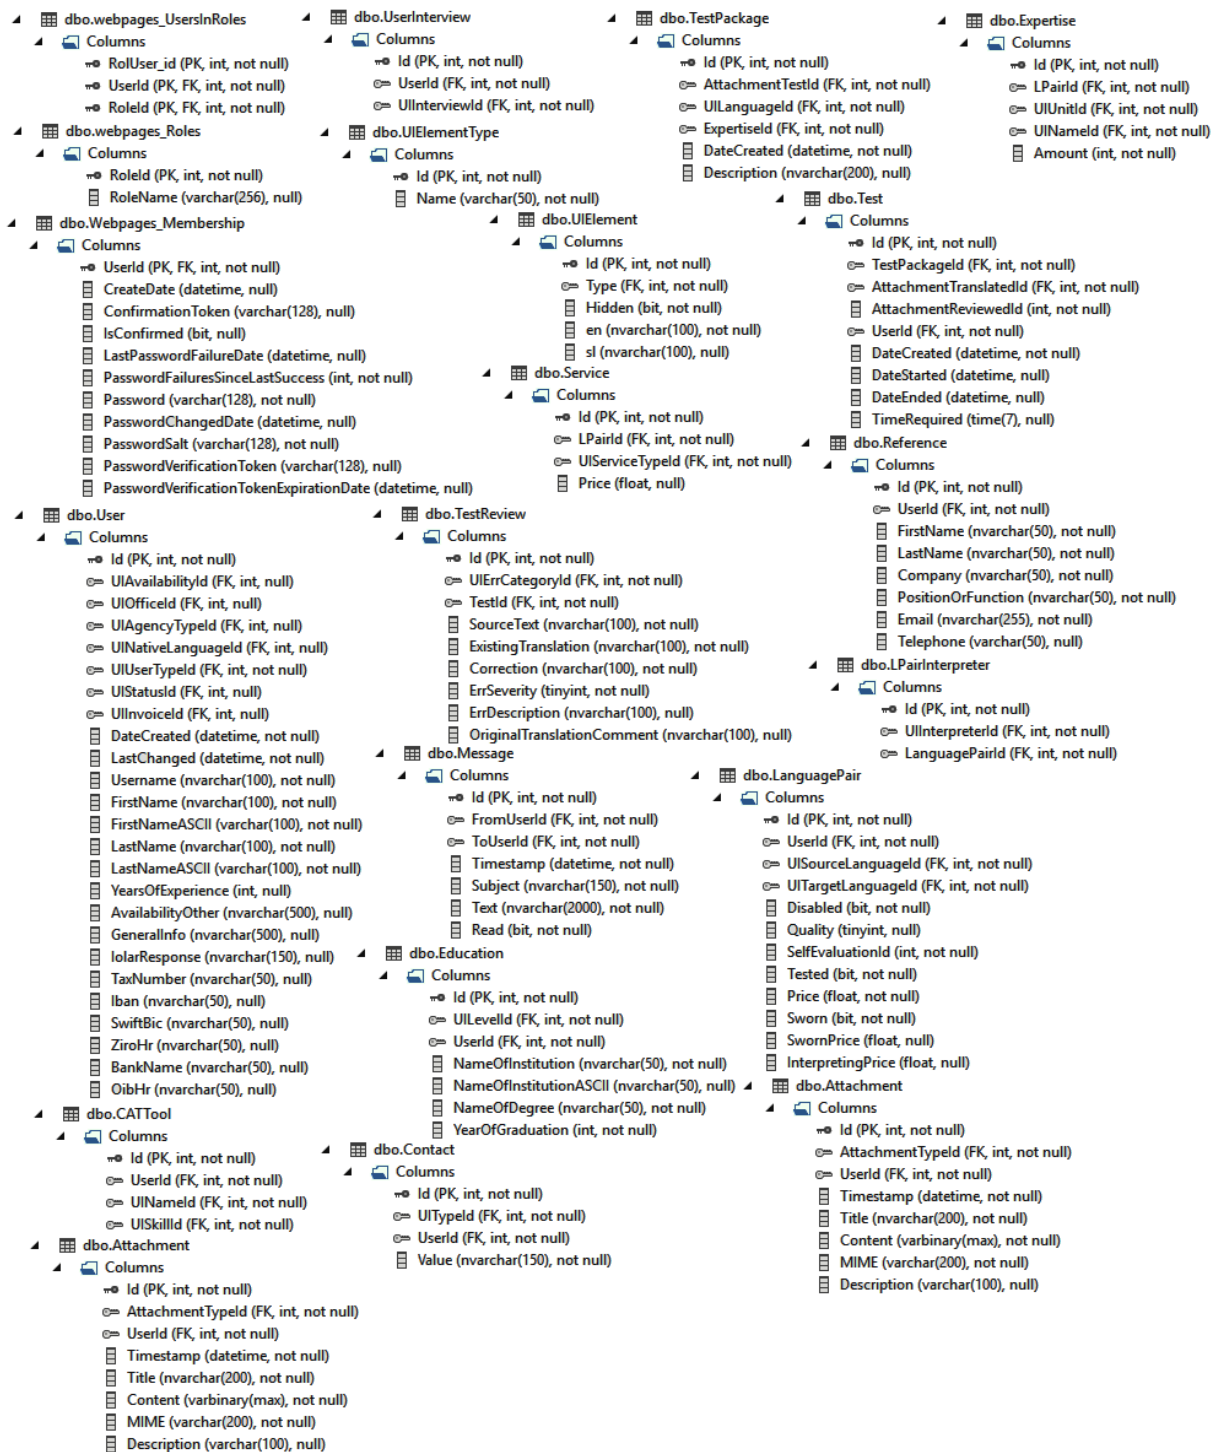 dbo.webpages_UsersInRoles
Columns
RolUser_id (PK, int, not null)
UserId (PK, FK, int, not null)
RoleId (PK, FK, int, not null)
dbo.webpages_Roles
Columns
RoleId (PK, int, not null)
RoleName (varchar(256), null)
dbo.Webpages_Membership
Columns
UserId (PK, FK, int, not null)
CreateDate (datetime, null)
ConfirmationToken (varchar(128), null)
IsConfirmed (bit, null)
LastPasswordFailureDate (datetime, null)
PasswordFailuresSinceLastSuccess (int, not null)
Password (varchar(128), not null)
PasswordChangedDate (datetime, null)
PasswordSalt (varchar(128), not null)
PasswordVerificationToken (varchar(128), null)
PasswordVerificationTokenExpirationDate (datetime, null)
dbo.User
Columns
Id (PK, int, not null)
UIAvailabilityId (FK, int, null)
UIOfficeId (FK, int, null)
UIAgencyTypeId (FK, int, null)
UINativeLanguageId (FK, int, null)
UIUserTypeId (FK, int, not null)
UIStatusId (FK, int, null)
UIInvoiceId (FK, int, null)
DateCreated (datetime, not null)
LastChanged (datetime, not null)
Username (nvarchar(100), not null)
FirstName (nvarchar(100), not null)
FirstNameASCII (varchar(100), not null)
LastName (nvarchar(100), not null)
LastNameASCII (varchar(100), not null)
YearsOfExperience (int, null)
AvailabilityOther (nvarchar(500), null)
GeneralInfo (nvarchar(500), null)
IolarResponse (nvarchar(150), null)
TaxNumber (nvarchar(50), null)
Iban (nvarchar(50), null)
SwiftBic (nvarchar(50), null)
ZiroHr (nvarchar(50), null)
BankName (nvarchar(50), null)
OibHr (nvarchar(50), null)
dbo.CATTool
Columns
Id (PK, int, not null)
UserId (FK, int, not null)
UINameId (FK, int, not null)
UISkillId (FK, int, not null)
dbo.Attachment
Columns
Id (PK, int, not null)
AttachmentTypeId (FK, int, not null)
UserId (FK, int, not null)
Timestamp (datetime, not null)
Title (nvarchar(200), not null)
Content (varbinary(max), not null)
MIME (varchar(200), not null)
Description (varchar(100), null)
dbo.UserInterview
Columns
Id (PK, int, not null)
UserId (FK, int, not null)
UIInterviewId (FK, int, not null)
dbo.UIElementType
Columns
Id (PK, int, not null)
Name (varchar(50), not null)
dbo.UIElement
Columns
Id (PK, int, not null)
Type (FK, int, not null)
Hidden (bit, not null)
en (nvarchar(100), not null)
sl (nvarchar(100), null)
dbo.Service
Columns
Id (PK, int, not null)
LPairId (FK, int, not null)
UIServiceTypeId (FK, int, not null)
Price (float, null)
dbo.TestReview
Columns
Id (PK, int, not null)
UIErrCategoryId (FK, int, not null)
TestId (FK, int, not null)
SourceText (nvarchar(100), not null)
ExistingTranslation (nvarchar(100), not null)
Correction (nvarchar(100), not null)
ErrSeverity (tinyint, not null)
ErrDescription (nvarchar(100), null)
OriginalTranslationComment (nvarchar(100), null)
dbo.Message
Columns
Id (PK, int, not null)
FromUserId (FK, int, not null)
ToUserId (FK, int, not null)
Timestamp (datetime, not null)
Subject (nvarchar(150), not null)
Text (nvarchar(2000), not null)
Read (bit, not null)
dbo.Education
Columns
Id (PK, int, not null)
UILevelId (FK, int, not null)
UserId (FK, int, not null)
NameOfInstitution (nvarchar(50), not null)
NameOfInstitutionASCII (nvarchar(50), null)
NameOfDegree (nvarchar(50), not null)
YearOfGraduation (int, not null)
dbo.Contact
Columns
Id (PK, int, not null)
UITypeId (FK, int, not null)
UserId (FK, int, not null)
Value (nvarchar(150), not null)
dbo.TestPackage
Columns
Id (PK, int, not null)
AttachmentTestId (FK, int, not null)
UILanguageId (FK, int, not null)
ExpertiseId (FK, int, not null)
DateCreated (datetime, not null)
Description (nvarchar(200), null)
dbo.Expertise
Columns
Id (PK, int, not null)
LPairId (FK, int, not null)
UIUnitId (FK, int, not null)
UINameId (FK, int, not null)
Amount (int, not null)
dbo.Test
Columns
Id (PK, int, not null)
TestPackageId (FK, int, not null)
AttachmentTranslatedId (FK, int, not null)
AttachmentReviewedId (int, not null)
UserId (FK, int, not null)
DateCreated (datetime, not null)
DateStarted (datetime, null)
DateEnded (datetime, null)
TimeRequired (time(7), null)
dbo.Reference
Columns
Id (PK, int, not null)
UserId (FK, int, not null)
FirstName (nvarchar(50), not null)
LastName (nvarchar(50), not null)
Company (nvarchar(50), not null)
PositionOrFunction (nvarchar(50), not null)
Email (nvarchar(255), not null)
Telephone (varchar(50), null)
dbo.LPairInterpreter
Columns
Id (PK, int, not null)
UIInterpreterId (FK, int, not null)
LanguagePairId (FK, int, not null)
dbo.LanguagePair
Columns
Id (PK, int, not null)
UserId (FK, int, not null)
UISourceLanguageId (FK, int, not null)
UITargetLanguageId (FK, int, not null)
Disabled (bit, not null)
Quality (tinyint, null)
SelfEvaluationId (int, not null)
Tested (bit, not null)
Price (float, not null)
Sworn (bit, not null)
SwornPrice (float, null)
InterpretingPrice (float, null)
dbo.Attachment
Columns
Id (PK, int, not null)
AttachmentTypeId (FK, int, not null)
UserId (FK, int, not null)
Timestamp (datetime, not null)
Title (nvarchar(200), not null)
Content (varbinary(max), not null)
MIME (varchar(200), not null)
Description (varchar(100), null)